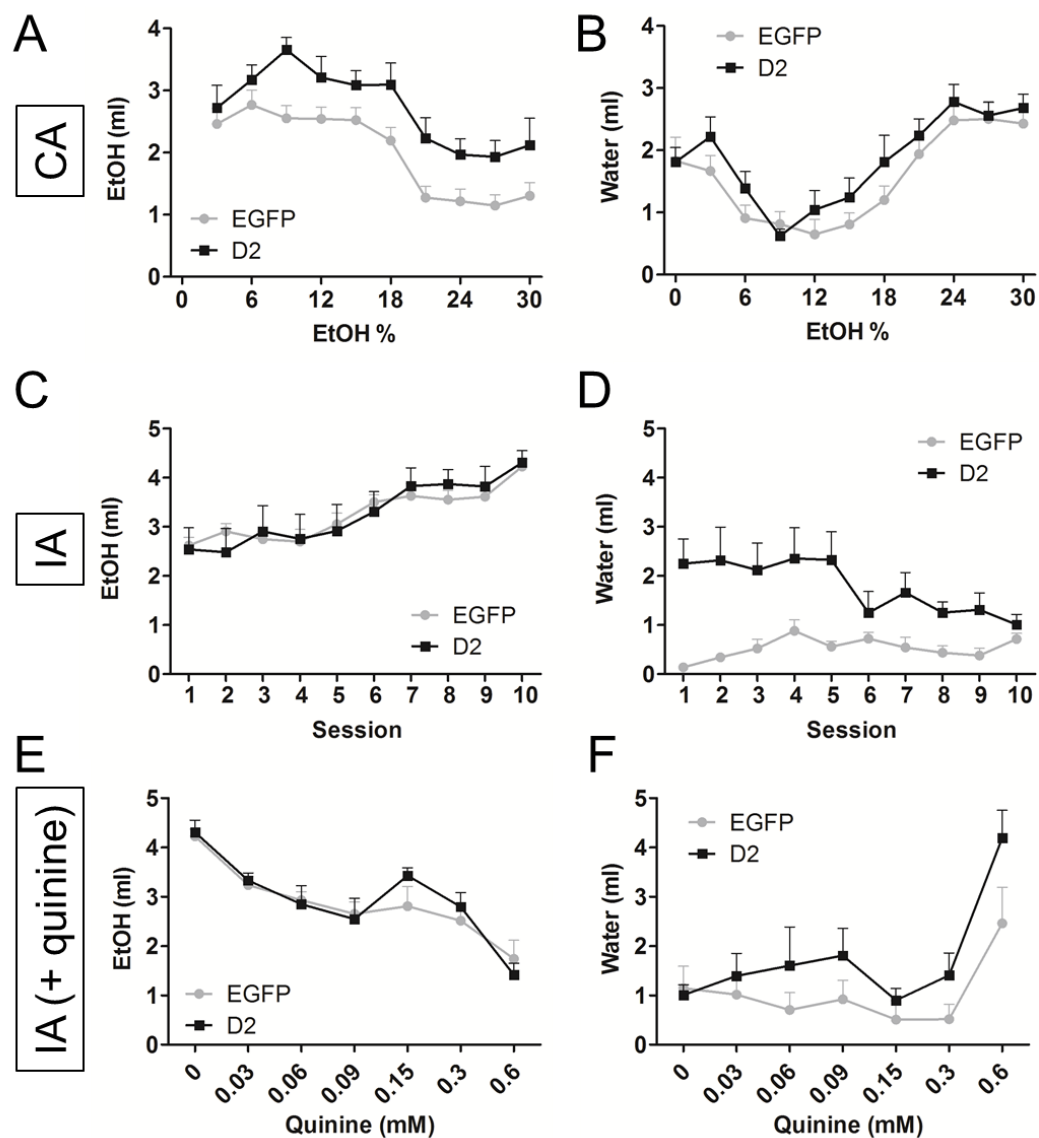 A
CA
EtOH (ml)
4
3
2
1
0
EGFP
D2
0 6 12 18 24 30
EtOH %
B
Water (ml)
4
3
2
1
0
EGFP
D2
0 6 12 18 24 30
EtOH %
C
IA
EtOH (ml)
5
4
3
2
1
0
EGFP
D2
1 2 3 4 5 6 7 8 9 10
Session
D
Water (ml)
5
4
3
2
1
0
EGFP
D2
1 2 3 4 5 6 7 8 9 10
Session
E
IA (+ quinine)
EtOH (ml)
5
4
3
2
1
0
EGFP
D2
0 0.03 0.06 0.09 0.15 0.3 0.6
Quinine (mM)
F
Water (ml)
5
4
3
2
1
0
EGFP
D2
0 0.03 0.06 0.09 0.15 0.3 0.6
Quinine (mM)